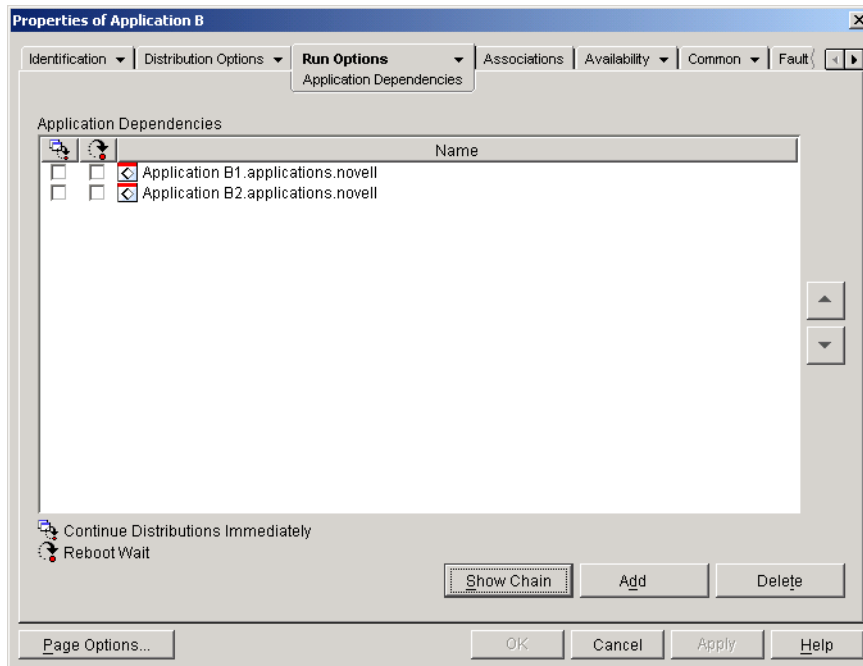 Properties of Application B
Identification Distribution Options Run Options Associations Availability Common Fault
Application Dependencies
Application Dependencies
Name
Application B1.applications.novell
Application B2.applications.novell
Continue Distributions Immediately
Reboot Wait
Show Chain Add Delete
Page Options... OK Cancel Apply Help